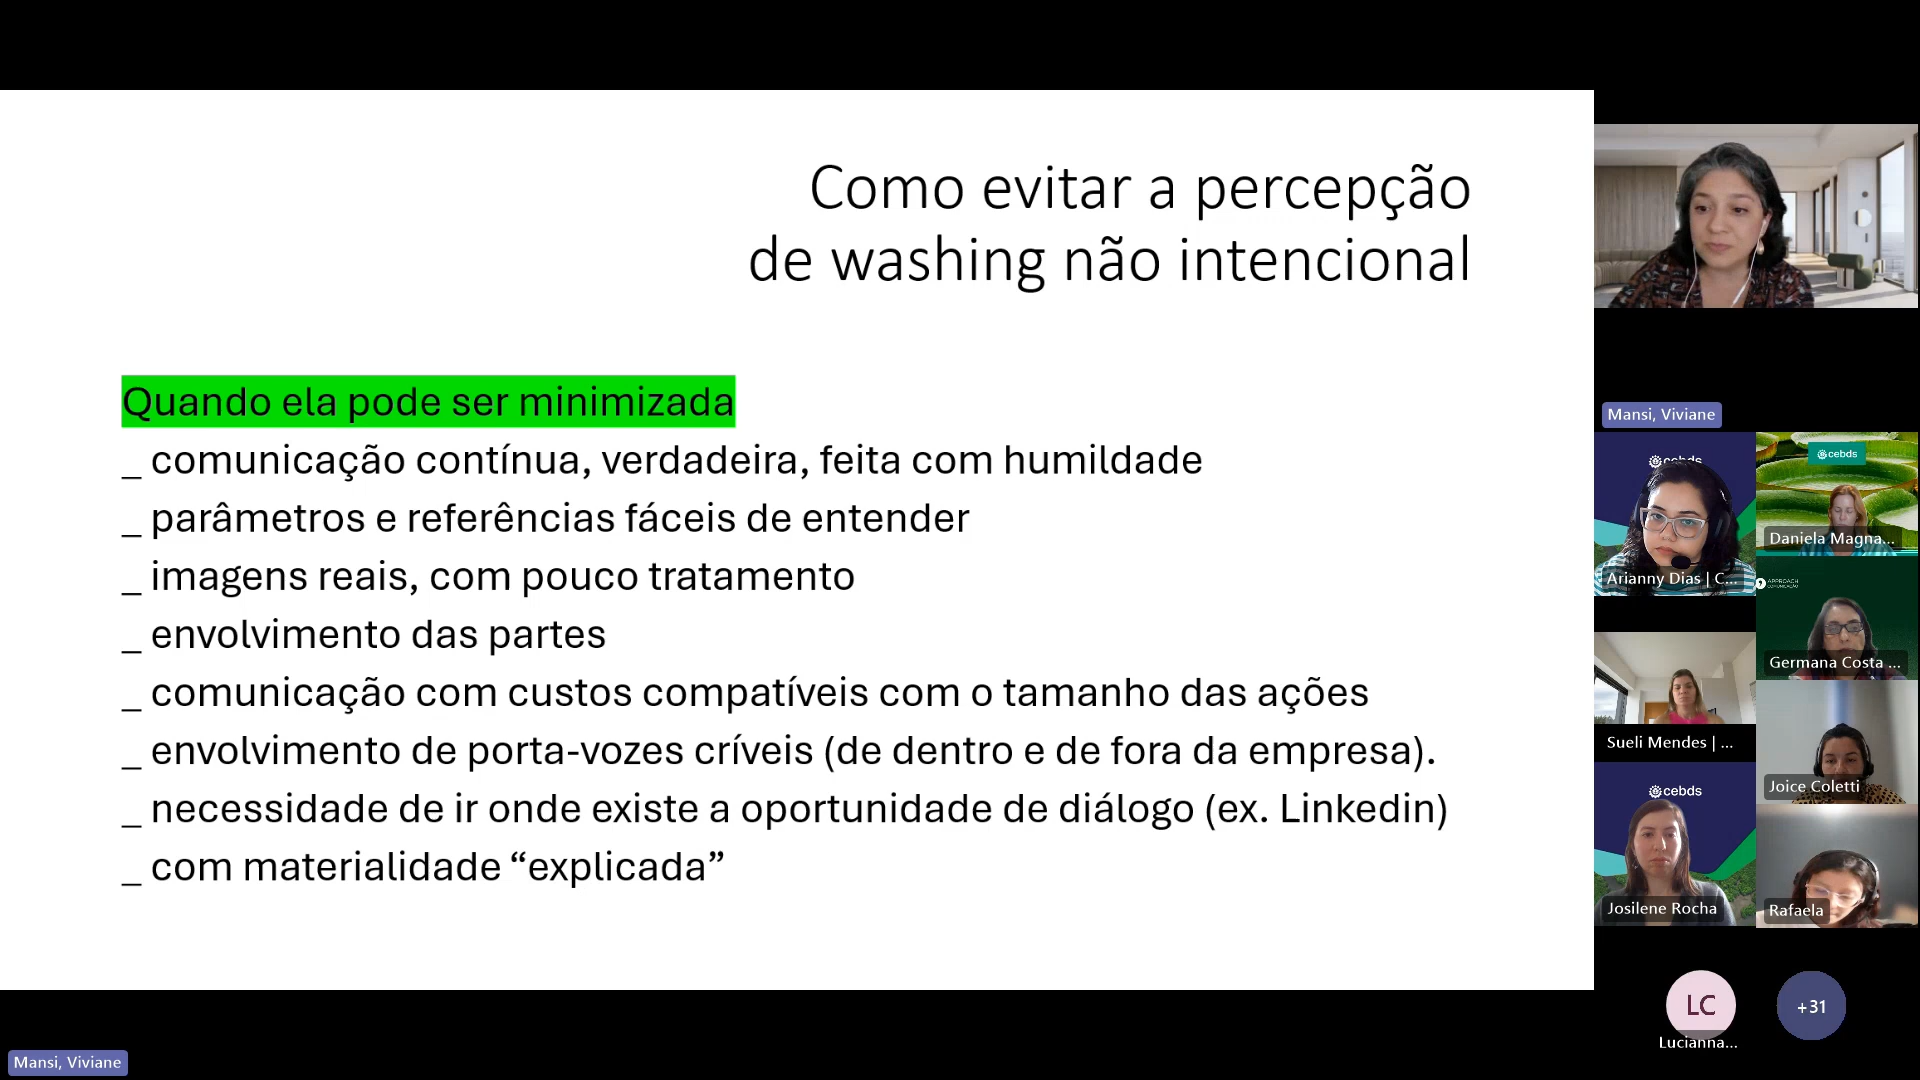 Como evitar a percepção
de washing não intencional
Quando ela pode ser minimizada
_ comunicação contínua, verdadeira, feita com humildade
_ parâmetros e referências fáceis de entender
_ imagens reais, com pouco tratamento
_ envolvimento das partes
_ comunicação com custos compatíveis com o tamanho das ações
_ envolvimento de porta-vozes críveis (de dentro e de fora da empresa).
_ necessidade de ir onde existe a oportunidade de diálogo (ex. Linkedin)
_ com materialidade “explicada”
Mansi, Viviane
cebds
Arianny Dias | C...
cebds
Daniela Magna...
APPROACH
COMUNICAÇÃO
Germana Costa ...
Sueli Mendes | ...
Joice Coletti
cebds
Josilene Rocha
Rafaela
LC
Lucianna...
+31
Mansi, Viviane